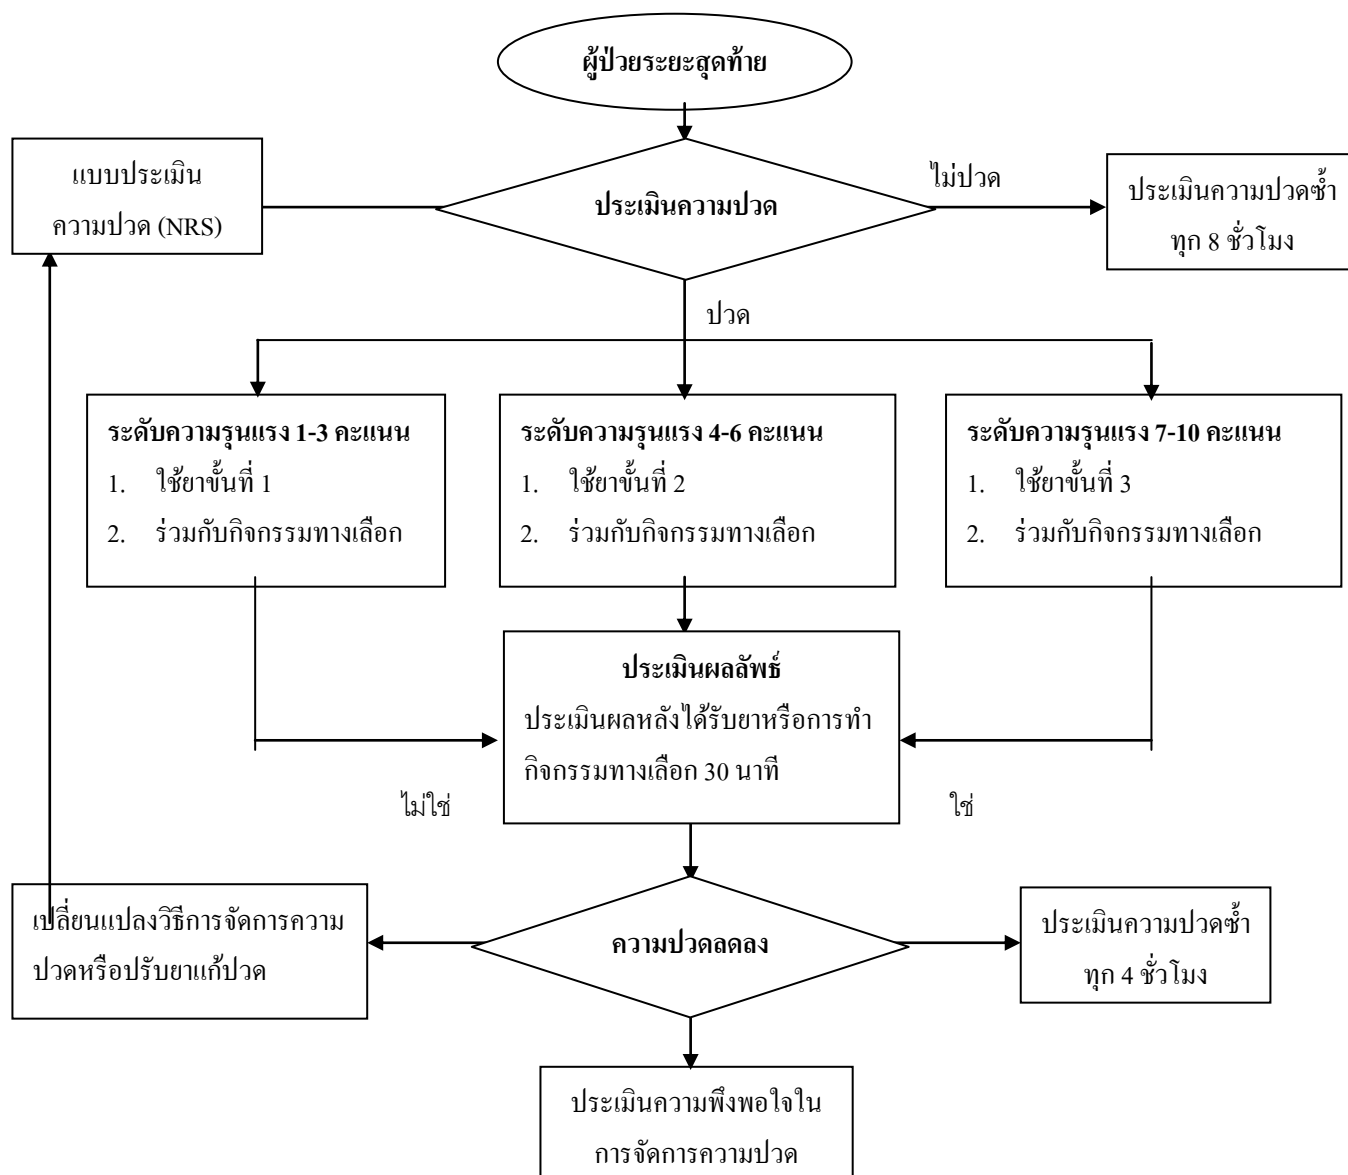 ผู้ป่วยระยะสุดท้าย
แบบประเมิน
ความปวด (NRS)
ประเมินความปวด
ไม่ปวด
ประเมินความปวดซ้ำ
ทุก 8 ชั่วโมง
ปวด
ระดับความรุนแรง 1-3 คะแนน
1. ใช้ยาขั้นที่ 1
2. ร่วมกับกิจกรรมทางเลือก
ระดับความรุนแรง 4-6 คะแนน
1. ใช้ยาขั้นที่ 2
2. ร่วมกับกิจกรรมทางเลือก
ระดับความรุนแรง 7-10 คะแนน
1. ใช้ยาขั้นที่ 3
2. ร่วมกับกิจกรรมทางเลือก
ประเมินผลลัพธ์
ประเมินผลหลังได้รับยาหรือการทำ
กิจกรรมทางเลือก 30 นาที
ไม่ใช่
ใช่
เปลี่ยนแปลงวิธีการจัดการความ
ปวดหรือปรับยาแก้ปวด
ความปวดลดลง
ประเมินความปวดซ้ำ
ทุก 4 ชั่วโมง
ประเมินความพึงพอใจใน
การจัดการความปวด